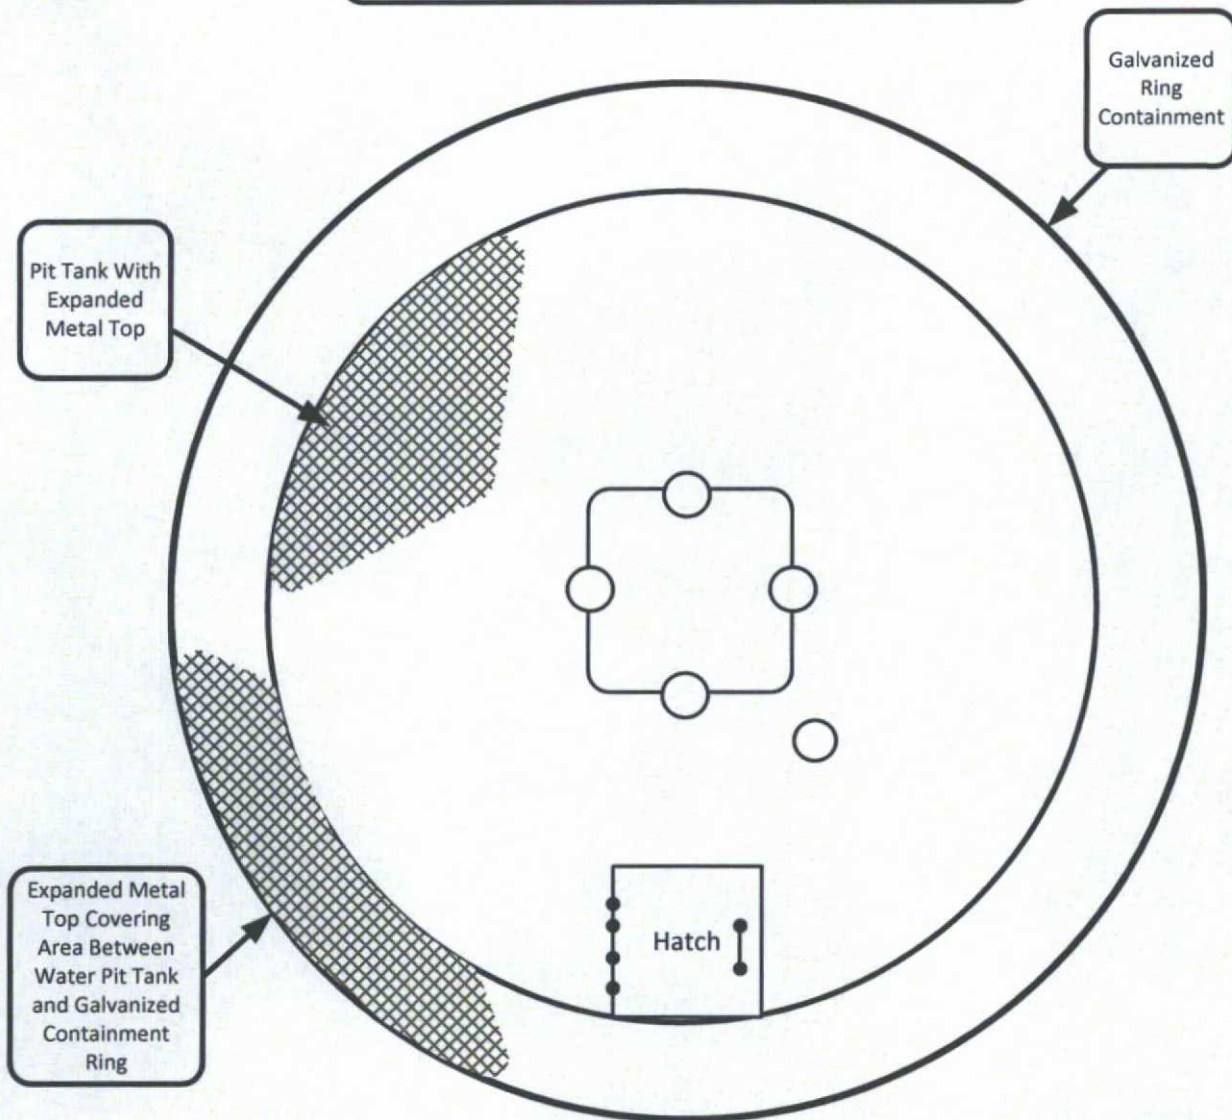 Galvanized
Ring
Containment
Pit Tank With
Expanded
Metal Top
Expanded Metal
Top Covering
Area Between
Water Pit Tank
and Galvanized
Containment
Ring
Hatch